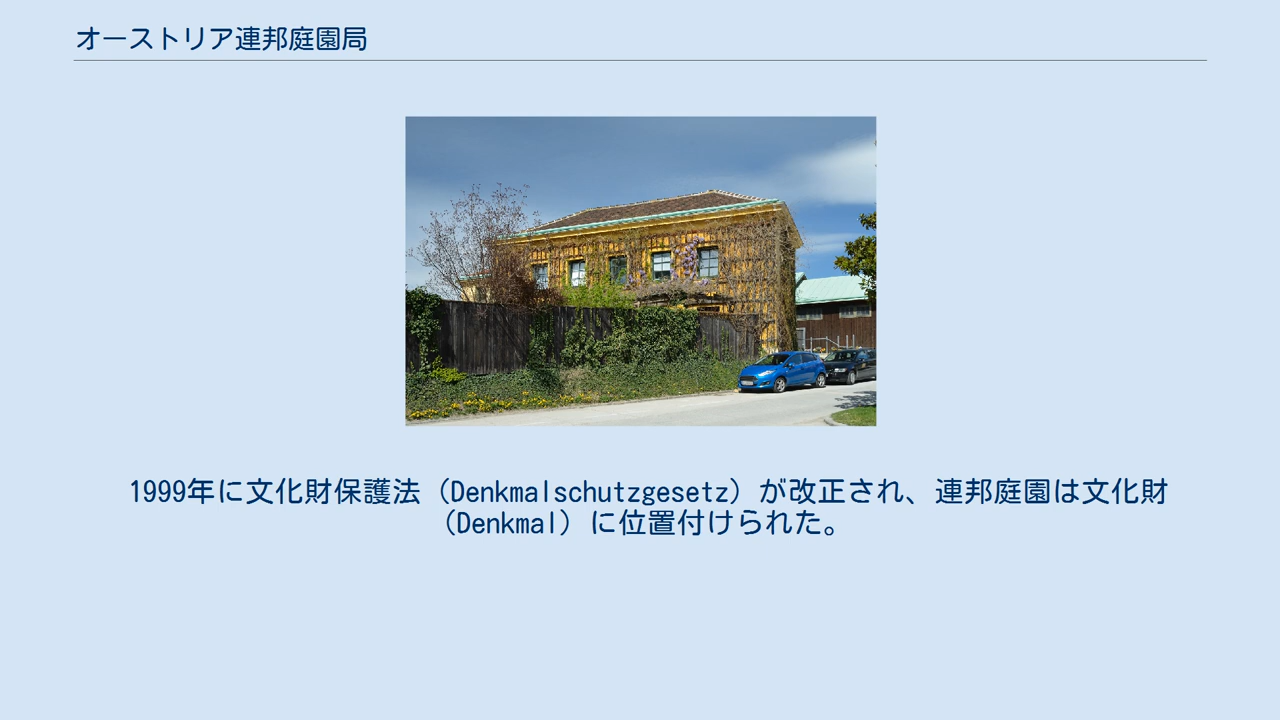 オーストリア連邦庭園局
1999年に文化財保護法（Denkmalschutzgesetz）が改正され、連邦庭園は文化財
（Denkmal）に位置付けられた。